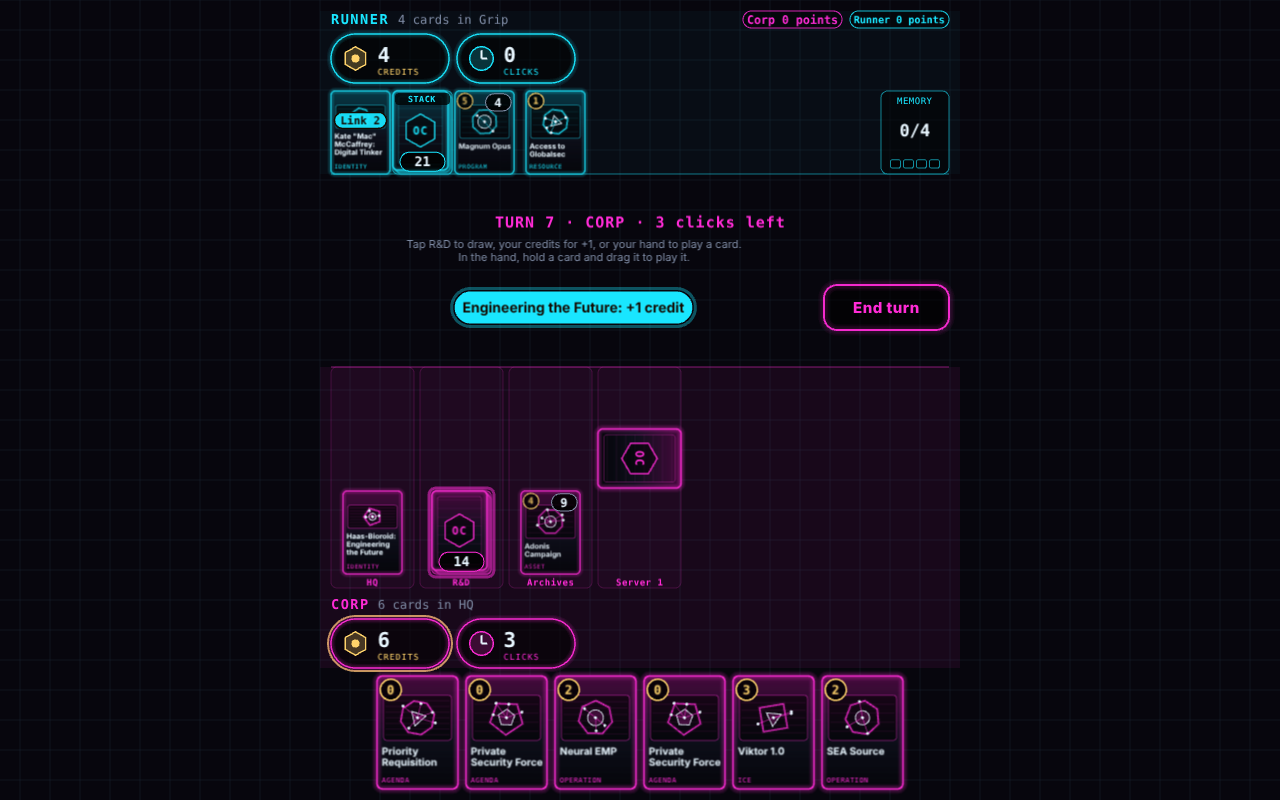 RUNNER 4 cards in Grip
Corp 0 points
Runner 0 points
4
CREDITS
0
CLICKS
Link 2
Kate "Mac"
McCaffrey:
Digital Tinker
IDENTITY
STACK
OC
21
5
4
Magnum Opus
PROGRAM
1
Access to
Globalsec
RESOURCE
MEMORY
0/4
TURN 7 · CORP · 3 clicks left
Tap R&D to draw, your credits for +1, or your hand to play a card.
In the hand, hold a card and drag it to play it.
Engineering the Future: +1 credit
End turn
OC
Haas-Bioroid:
Engineering
the Future
IDENTITY
HQ
OC
14
R&D
4
9
Adonis
Campaign
ASSET
Archives
Server 1
CORP 6 cards in HQ
6
CREDITS
3
CLICKS
0
Priority
Requisition
AGENDA
0
Private
Security Force
AGENDA
2
Neural EMP
OPERATION
0
Private
Security Force
AGENDA
3
Viktor 1.0
ICE
2
SEA Source
OPERATION